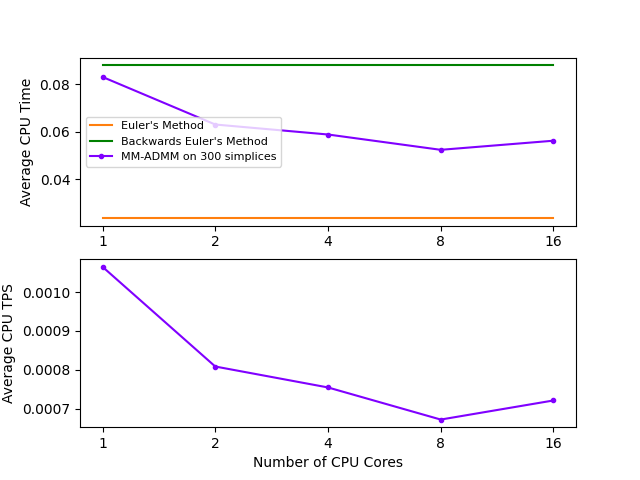 Average CPU Time
0.08
0.06
0.04
Euler's Method
Backwards Euler's Method
MM-ADMM on 300 simplices
1 2 4 8 16
Average CPU TPS
0.0010
0.0009
0.0008
0.0007
1 2 4 8 16
Number of CPU Cores